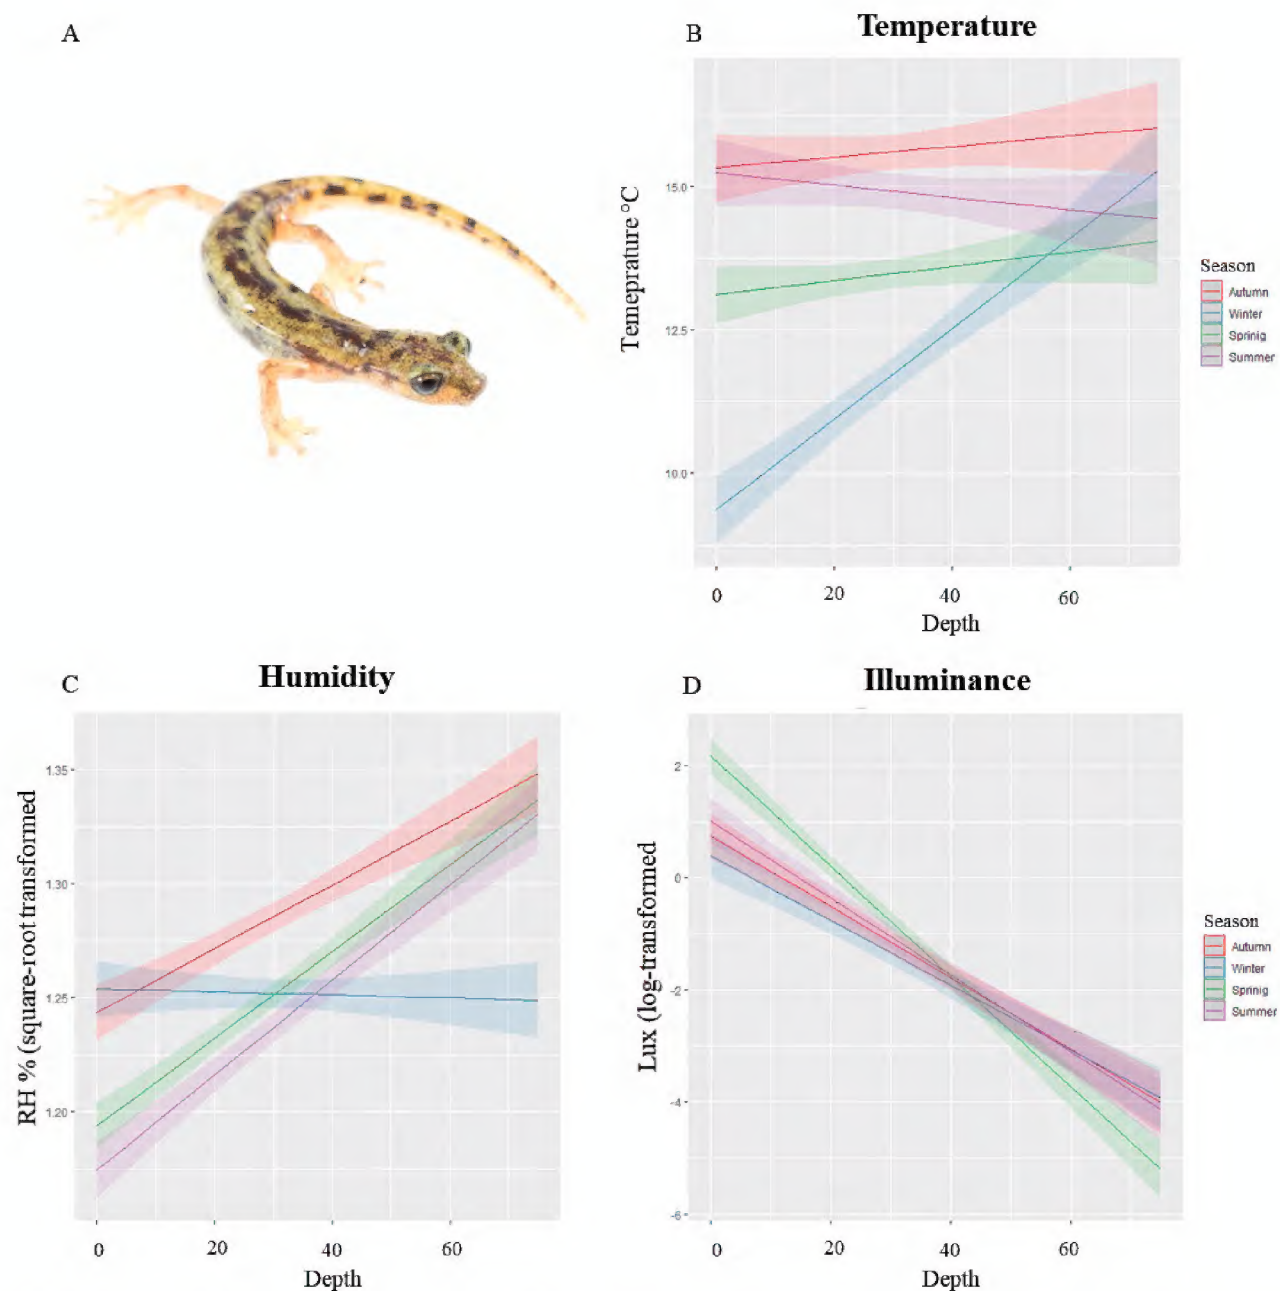 A
B
Temperature
Temeprature °C
15.0
12.5
10.0
0
20
40
60
Depth
Season
Autumn
Winter
Sprinig
Summer
C
Humidity
RH % (square-root transformed
1.35
1.30
1.25
1.20
0
20
40
60
Depth
D
Illuminance
Lux (log-transformed
2
0
-2
-4
-6
0
20
40
60
Depth
Season
Autumn
Winter
Sprinig
Summer